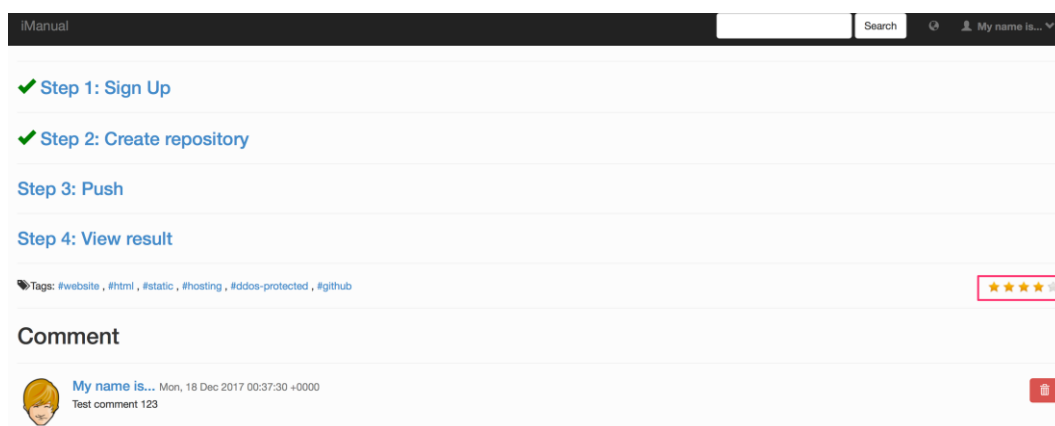 iManual Search My name is...
Step 1: Sign Up
Step 2: Create repository
Step 3: Push
Step 4: View result
Tags: #website , #html , #static , #hosting , #ddos-protected , #github
Comment
My name is... Mon, 18 Dec 2017 00:37:30 +0000
Test comment 123